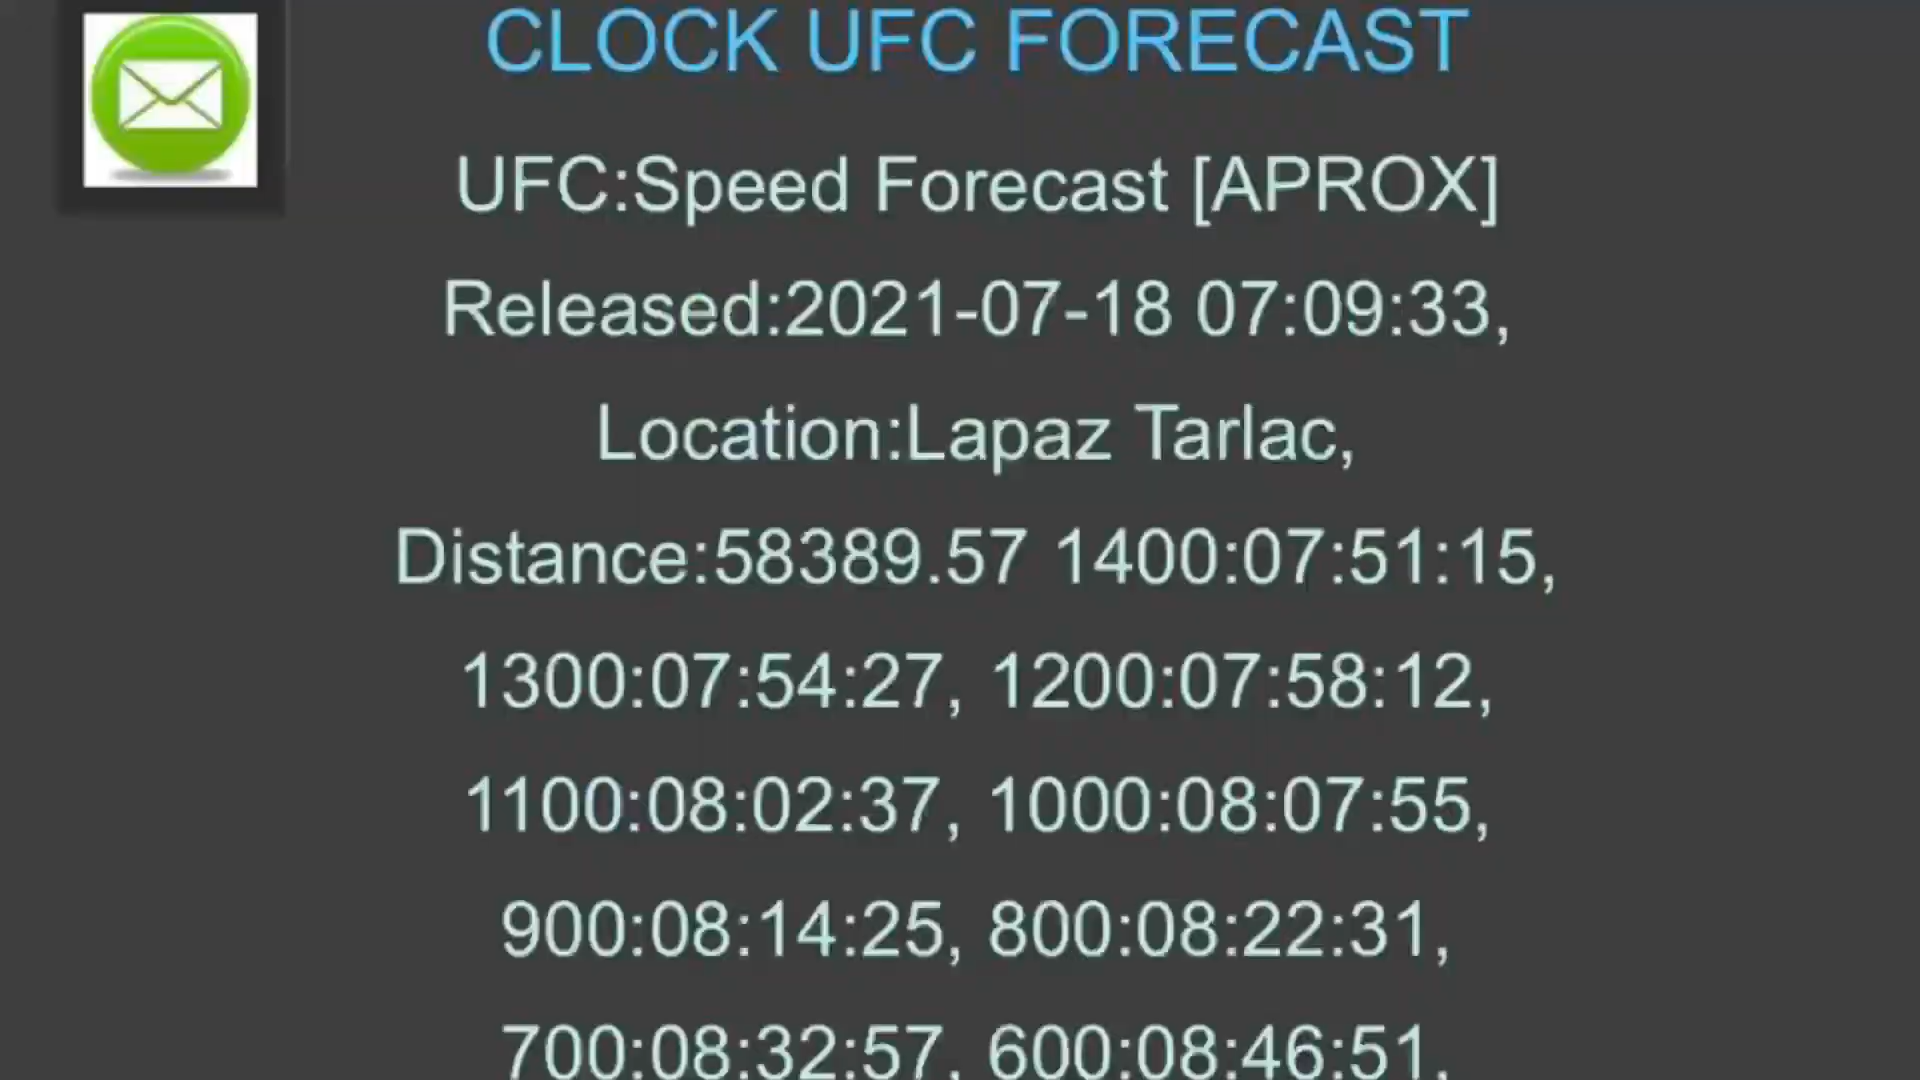 CLOCK UFC FORECAST
UFC:Speed Forecast [APROX]
Released:2021-07-18 07:09:33,
Location:Lapaz Tarlac,
Distance:58389.57 1400:07:51:15,
1300:07:54:27, 1200:07:58:12,
1100:08:02:37, 1000:08:07:55,
900:08:14:25, 800:08:22:31,
700:08:32:57, 600:08:46:51,